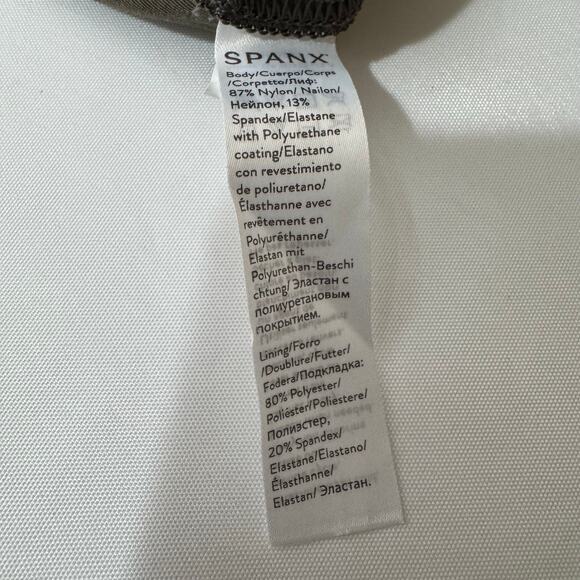 SPANX
Body/Cuerpo/Corps
/Corpetto/Лиф:
87% Nylon/ Nailon/
Нейлон, 13%
Spandex/Elastane
with Polyurethane
coating/Elastano
con revestimiento
de poliuretano/
Élasthanne avec
revêtement en
Polyuréthanne/
Elastan mit
Polyurethan-Beschi
chtung/ Эластан с
полиуретановым
покрытием.
Lining/Forro
/Doublure/Futter/
Fodera/Подкладка:
80% Polyester/
Poliéster/Poliestere/
Полиэстер,
20% Spandex/
Elastane/Elastano/
Élasthanne/
Elastan/ Эластан.